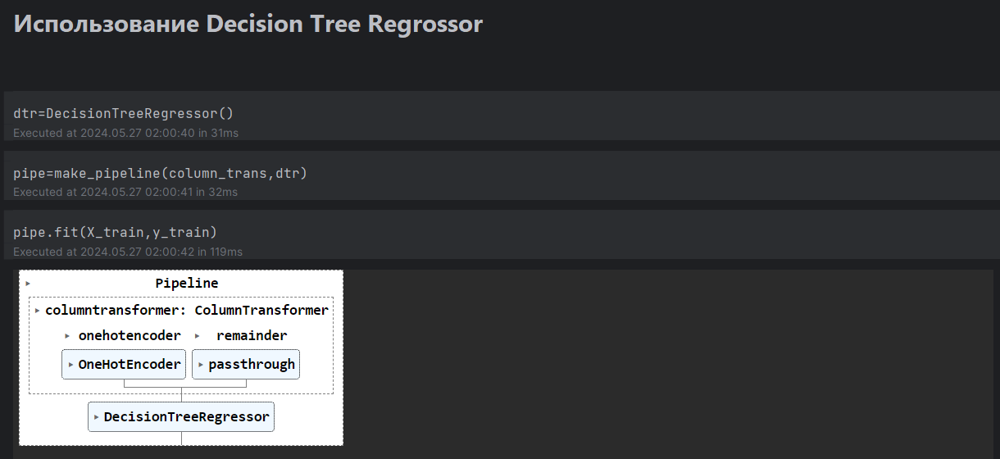 Использование Decision Tree Regrossor
dtr=DecisionTreeRegressor()
Executed at 2024.05.27 02:00:40 in 31ms
pipe=make_pipeline(column_trans,dtr)
Executed at 2024.05.27 02:00:41 in 32ms
pipe.fit(X_train,y_train)
Executed at 2024.05.27 02:00:42 in 119ms
Pipeline
columntransformer: ColumnTransformer
onehotencoder remainder
OneHotEncoder passthrough
DecisionTreeRegressor